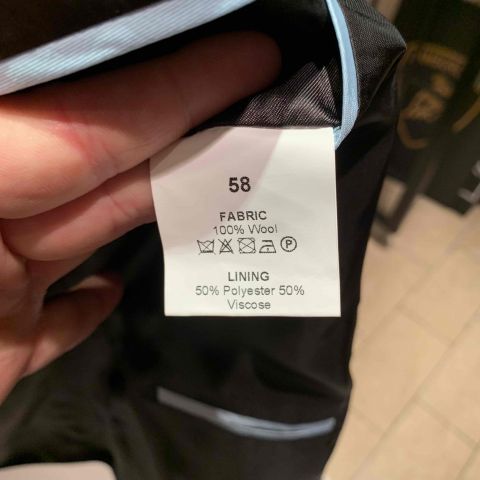 58
FABRIC
100% Wool
P
LINING
50% Polyester 50%
Viscose